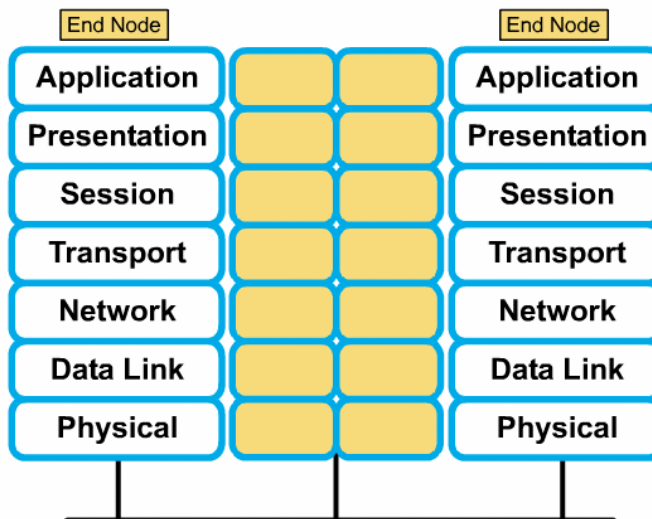 End Node
End Node
Application
Application
Presentation
Presentation
Session
Session
Transport
Transport
Network
Network
Data Link
Data Link
Physical
Physical